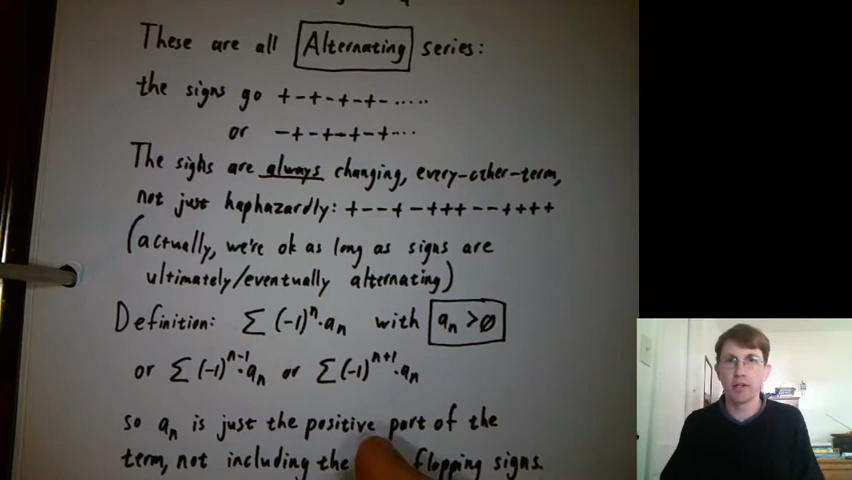 These are all Alternating series:
the signs go + - + - + - + - .....
or - + - + - + - + ...
The signs are always changing, every-other-term,
not just haphazardly: + - - + - + + + - - + + + +
(actually, we're ok as long as signs are
ultimately/eventually alternating)
Definition: ∑ (-1)ⁿ·aₙ with aₙ > 0
or ∑ (-1)ⁿ⁻¹·aₙ or ∑ (-1)ⁿ⁺¹·aₙ
so aₙ is just the positive part of the
term, not including the flopping signs.